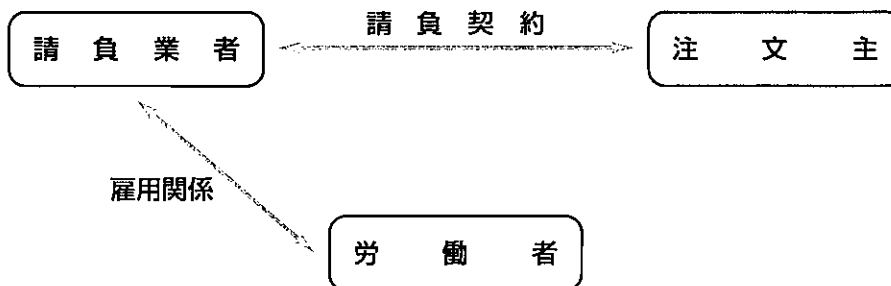 請負契約
請負業者
注文主
雇用関係
労働者